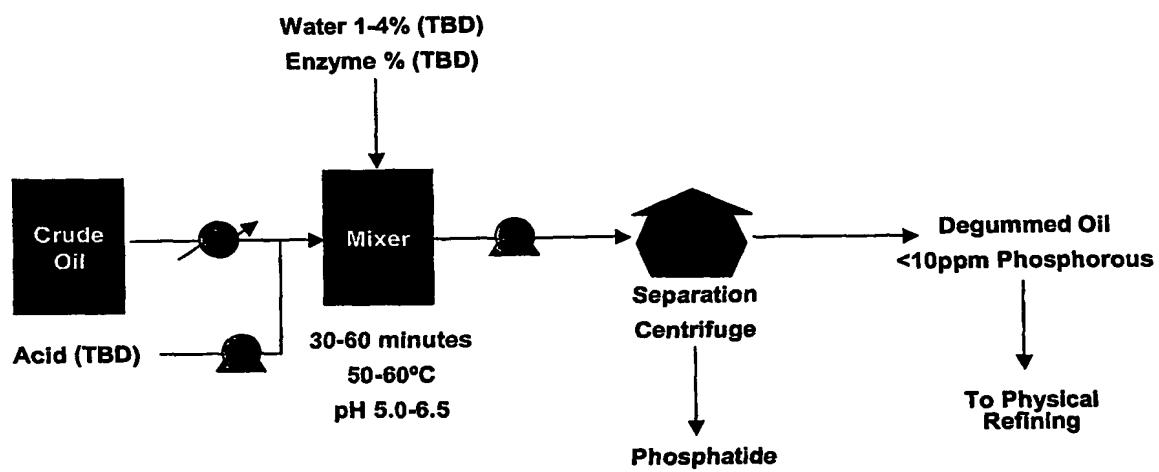 Water 1-4% (TBD)
Enzyme % (TBD)
Crude
Oil
Mixer
Degummed Oil
<10ppm Phosphorous
Separation
Centrifuge
Acid (TBD)
30-60 minutes
50-60ºC
pH 5.0-6.5
To Physical
Refining
Phosphatide